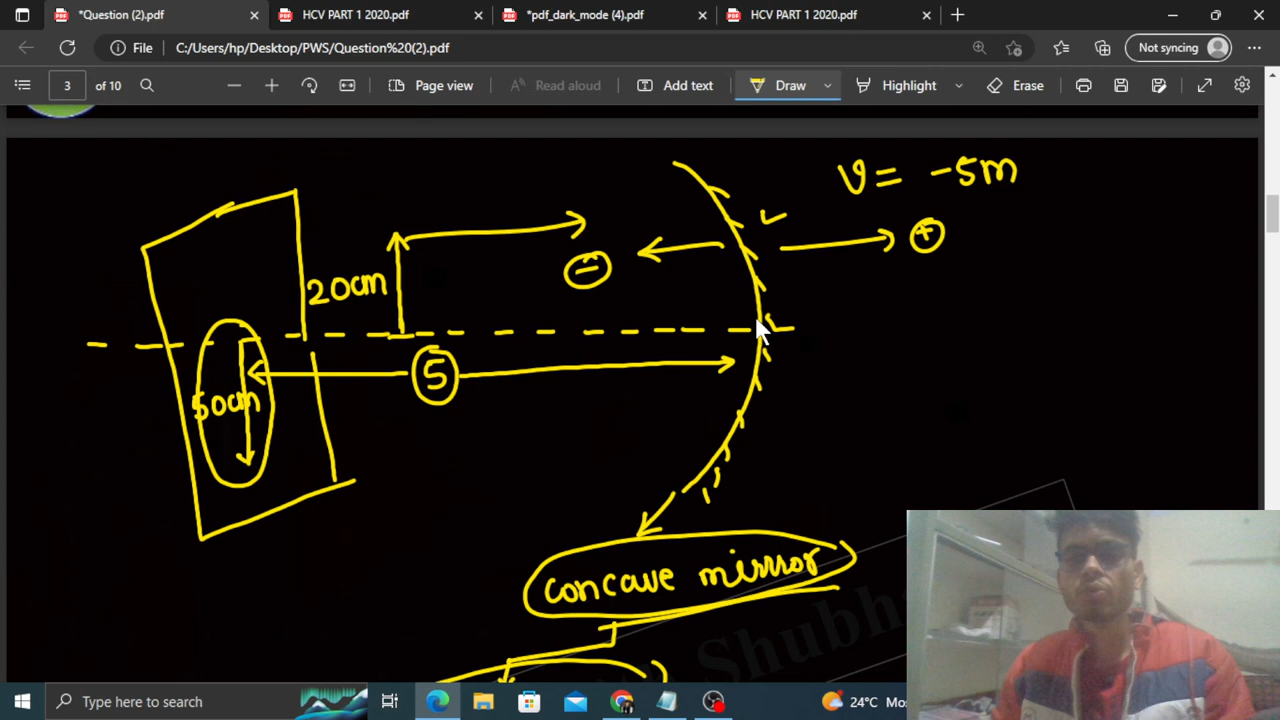 *Question (2).pdf
HCV PART 1 2020.pdf
*pdf_dark_mode (4).pdf
HCV PART 1 2020.pdf
File
C:/Users/hp/Desktop/PWS/Question%20(2).pdf
Not syncing
3 of 10
Page view
Read aloud
Add text
Draw
Highlight
Erase
v = -5m
+
-
20cm
5
50cm
concave mirror
Type here to search
24°C